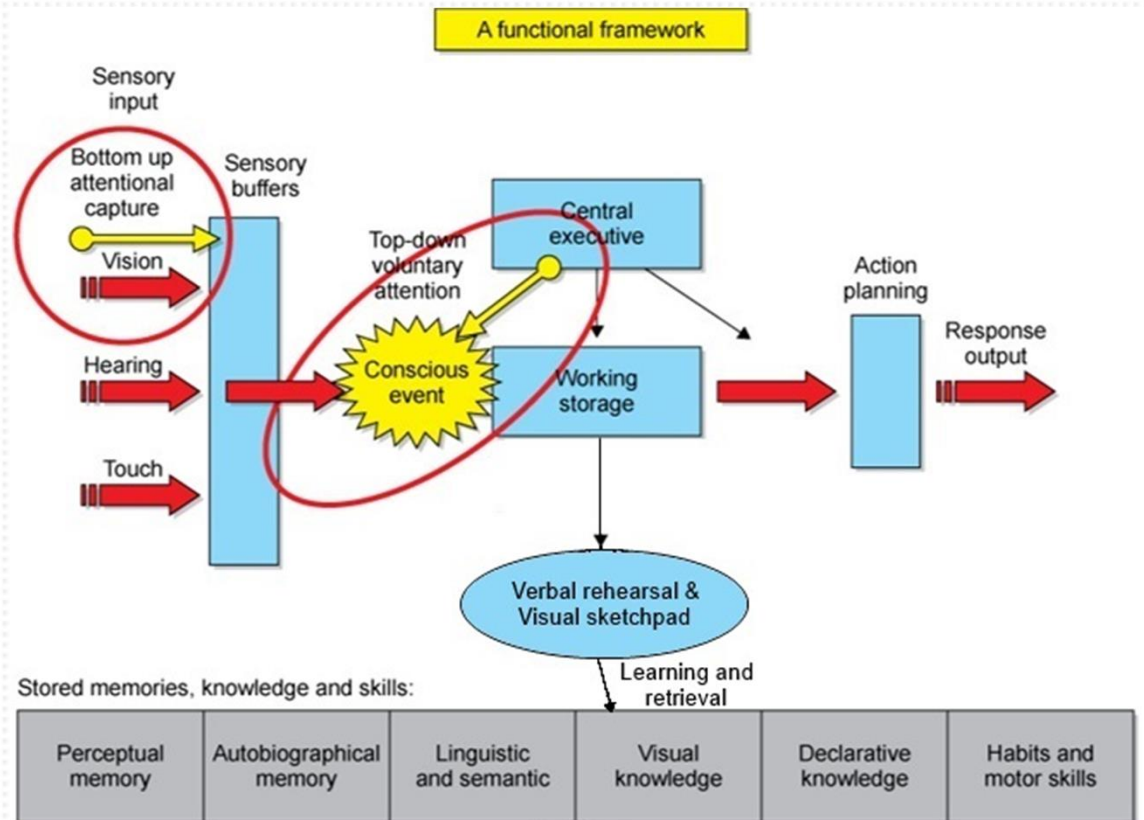 A functional framework
Sensory
input
Bottom up
attentional
capture
Sensory
buffers
Vision
Hearing
Touch
Top-down
voluntary
attention
Conscious
event
Central
executive
Working
storage
Action
planning
Response
output
Verbal rehearsal &
Visual sketchpad
Learning and
retrieval
Stored memories, knowledge and skills:
Perceptual
memory
Autobiographical
memory
Linguistic
and semantic
Visual
knowledge
Declarative
knowledge
Habits and
motor skills